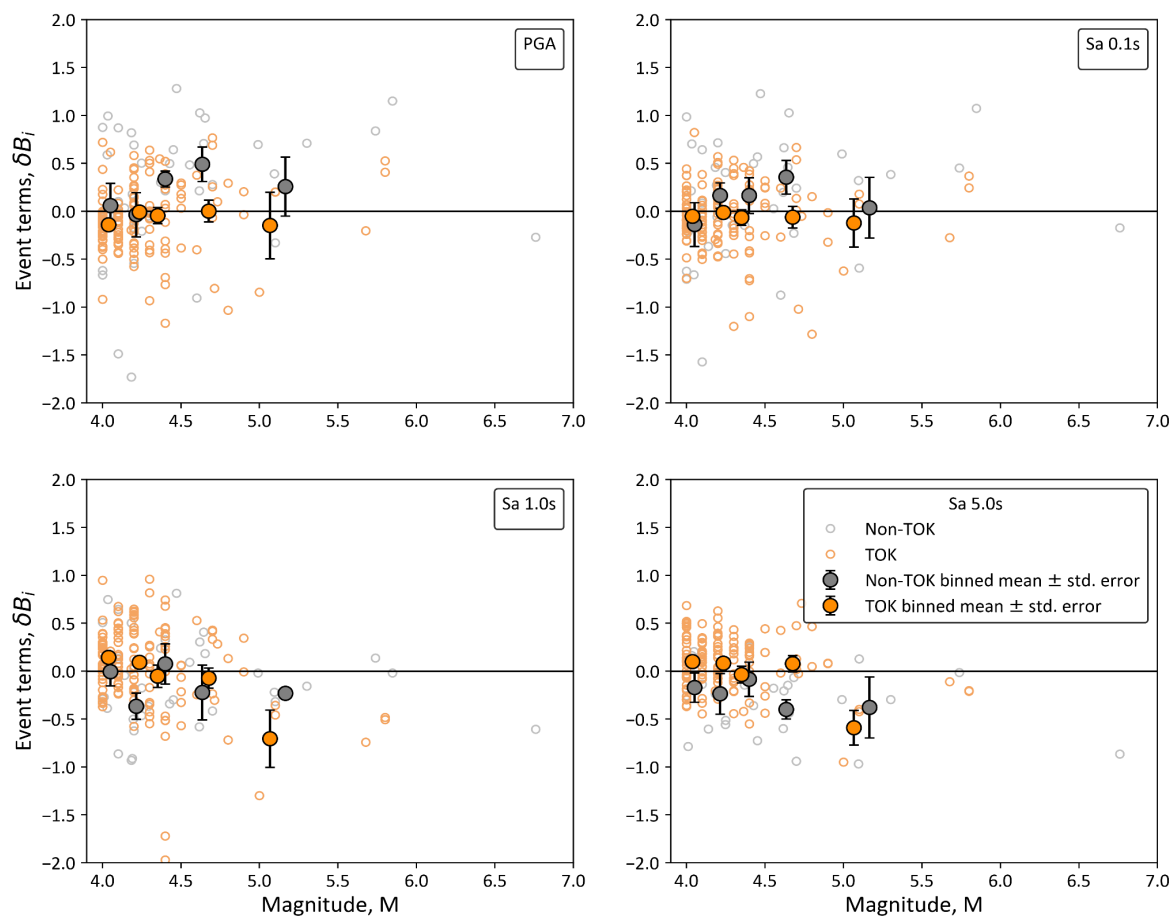 2.0
1.5
1.0
0.5
0.0
−0.5
−1.0
−1.5
−2.0
Event terms, δB_i
PGA
4.0 4.5 5.0 5.5 6.0 6.5 7.0
2.0
1.5
1.0
0.5
0.0
−0.5
−1.0
−1.5
−2.0
Sa 0.1s
4.0 4.5 5.0 5.5 6.0 6.5 7.0
2.0
1.5
1.0
0.5
0.0
−0.5
−1.0
−1.5
−2.0
Event terms, δB_i
Sa 1.0s
4.0 4.5 5.0 5.5 6.0 6.5 7.0
Magnitude, M
2.0
1.5
1.0
0.5
0.0
−0.5
−1.0
−1.5
−2.0
Sa 5.0s
Non-TOK
TOK
Non-TOK binned mean ± std. error
TOK binned mean ± std. error
4.0 4.5 5.0 5.5 6.0 6.5 7.0
Magnitude, M